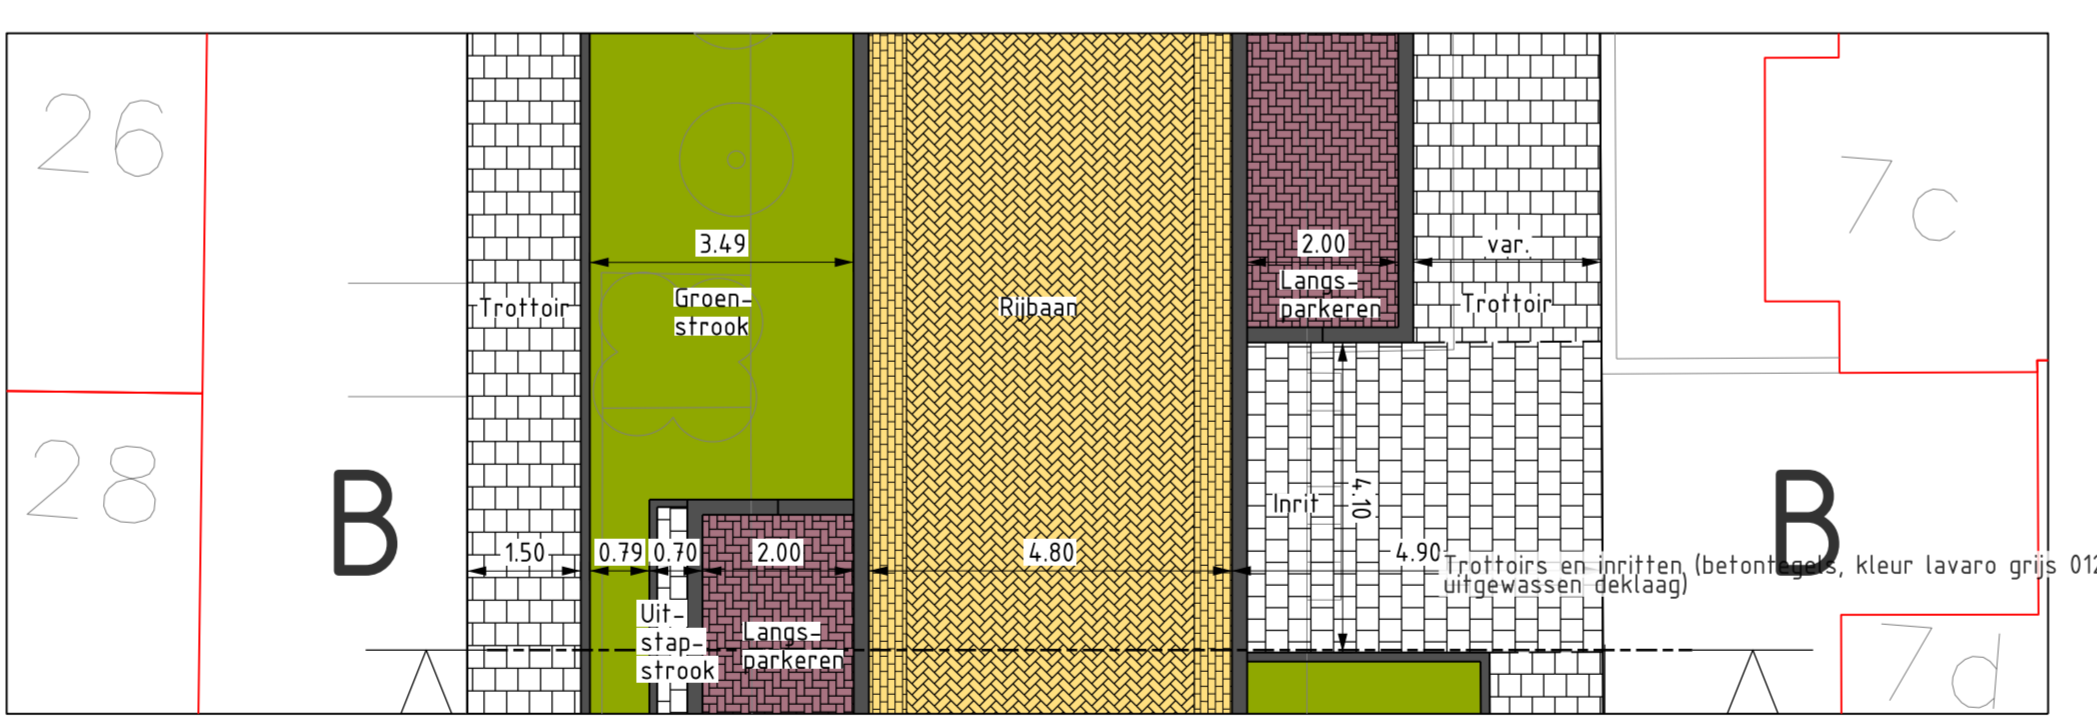 26
7c
3.49
2.00
var.
Langs-
parkeren
Trottoir
Groen-
strook
Rijbaan
Trottoir
28
B
B
Inrit
4.10
1.50
0.79
0.70
2.00
4.80
4.90
Trottoirs en inritten (betontegels, kleur lavaro grijs 012
uitgewassen deklaag)
Uit-
stap-
strook
Langs-
parkeren
7d